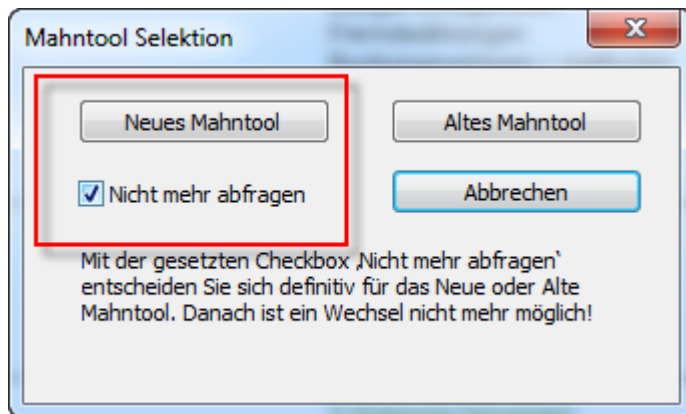 Mahntool Selektion
Neues Mahntool
Altes Mahntool
Nicht mehr abfragen
Abbrechen
Mit der gesetzten Checkbox ‚Nicht mehr abfragen‛
entscheiden Sie sich definitiv für das Neue oder Alte
Mahntool. Danach ist ein Wechsel nicht mehr möglich!